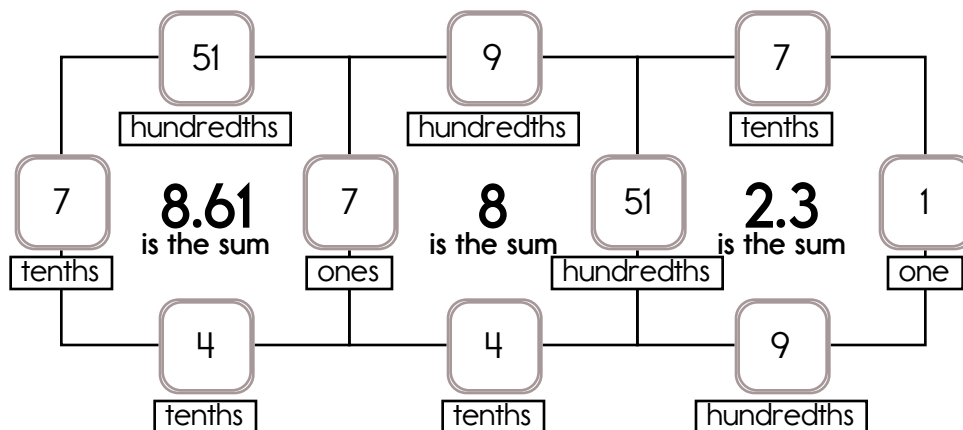 51 9 7
hundredths hundredths tenths
7 8.61 7 8 51 2.3 1
is the sum is the sum is the sum
tenths ones hundredths one
4 4 9
tenths tenths hundredths